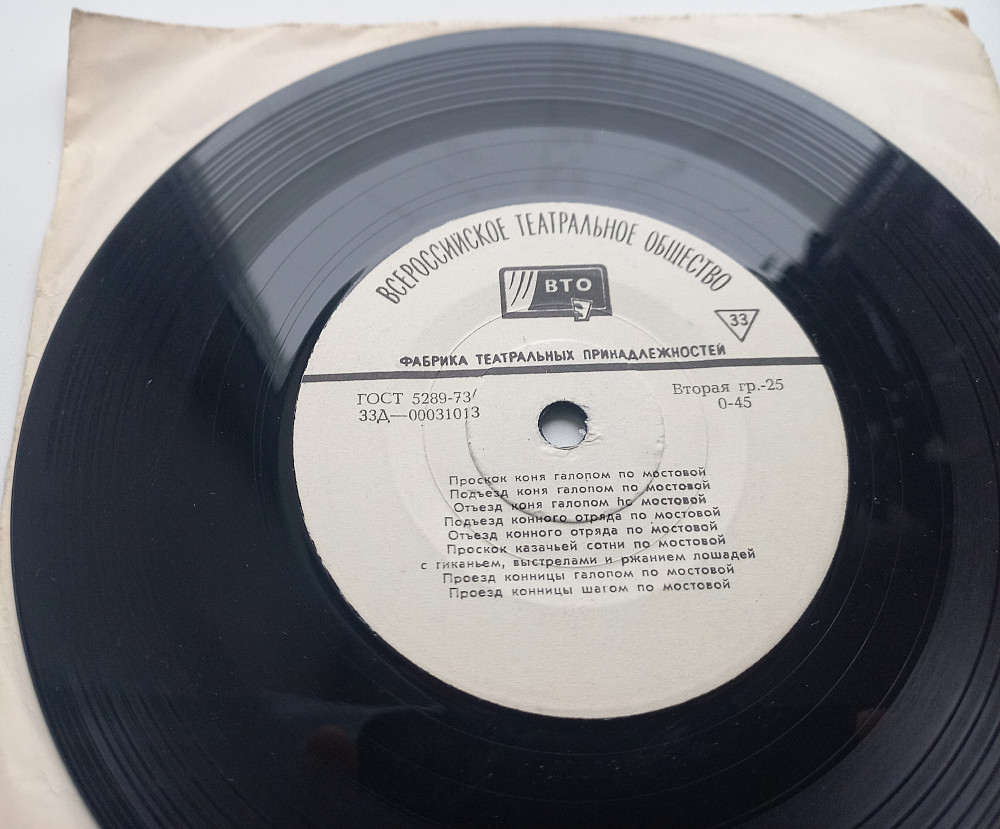 ВСЕРОССИЙСКОЕ ТЕАТРАЛЬНОЕ ОБЩЕСТВО
ВТО
33
ФАБРИКА ТЕАТРАЛЬНЫХ ПРИНАДЛЕЖНОСТЕЙ
ГОСТ 5289-73/
33Д—00031013
Вторая гр.-25
0-45
Проскок коня галопом по мостовой
Подъезд коня галопом по мостовой
Отъезд коня галопом hо мостовой
Подъезд конного отряда по мостовой
Отъезд конного отряда по мостовой
Проскок казачьей сотни по мостовой
с гиканьем, выстрелами и ржанием лошадей
Проезд конницы галопом по мостовой
Проезд конницы шагом по мостовой